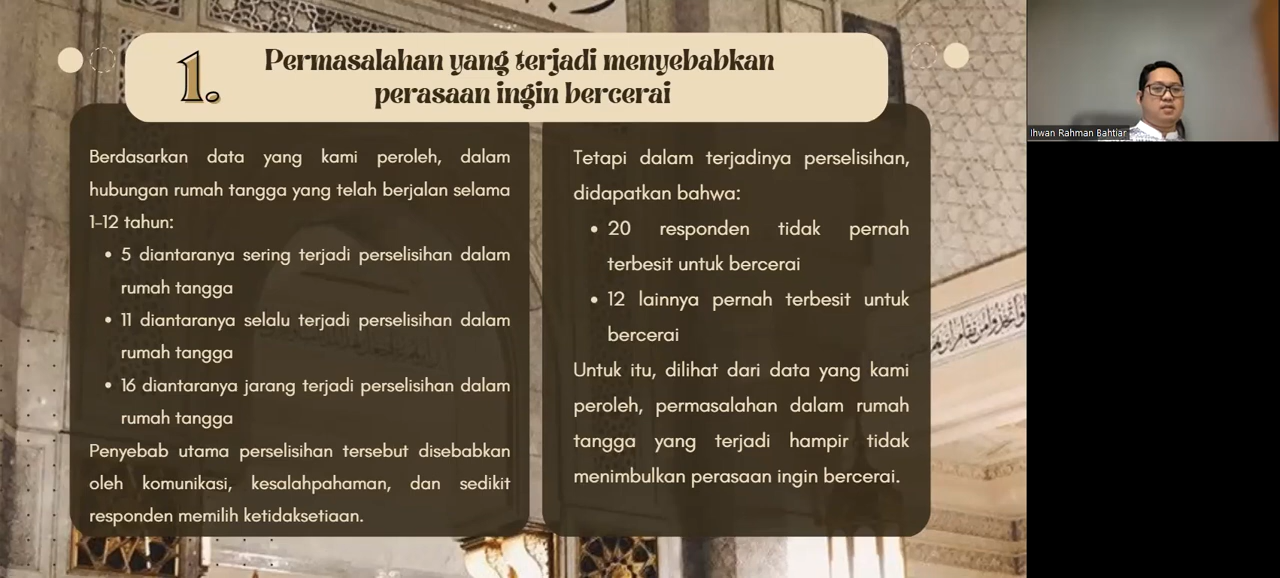 1.
Permasalahan yang terjadi menyebabkan
perasaan ingin bercerai
Berdasarkan data yang kami peroleh, dalam
hubungan rumah tangga yang telah berjalan selama
1-12 tahun:
• 5 diantaranya sering terjadi perselisihan dalam
rumah tangga
• 11 diantaranya selalu terjadi perselisihan dalam
rumah tangga
• 16 diantaranya jarang terjadi perselisihan dalam
rumah tangga
Penyebab utama perselisihan tersebut disebabkan
oleh komunikasi, kesalahpahaman, dan sedikit
responden memilih ketidaksetiaan.
Tetapi dalam terjadinya perselisihan,
didapatkan bahwa:
• 20 responden tidak pernah
terbesit untuk bercerai
• 12 lainnya pernah terbesit untuk
bercerai
Untuk itu, dilihat dari data yang kami
peroleh, permasalahan dalam rumah
tangga yang terjadi hampir tidak
menimbulkan perasaan ingin bercerai.
Ihwan Rahman Bahtiar